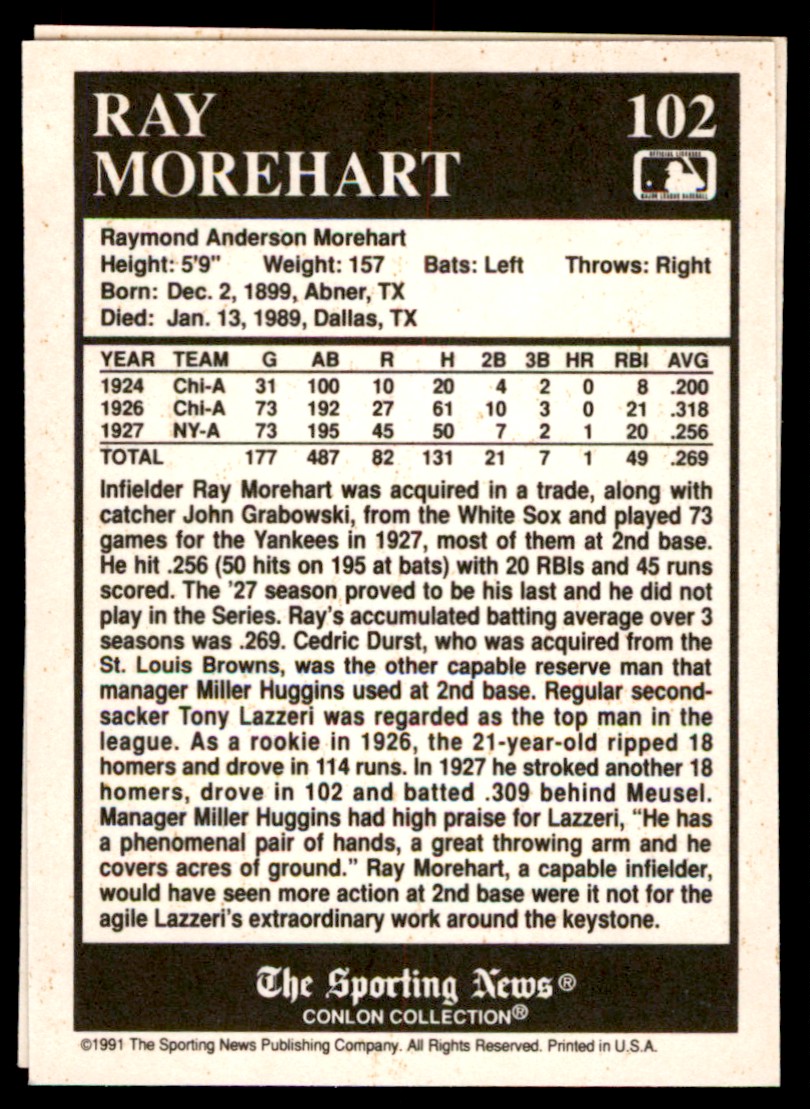 RAY 102
MOREHART
OFFICIAL LICENSEE
MAJOR LEAGUE BASEBALL
Raymond Anderson Morehart
Height: 5'9" Weight: 157 Bats: Left Throws: Right
Born: Dec. 2, 1899, Abner, TX
Died: Jan. 13, 1989, Dallas, TX
YEAR TEAM G AB R H 2B 3B HR RBI AVG
1924 Chi-A 31 100 10 20 4 2 0 8 .200
1926 Chi-A 73 192 27 61 10 3 0 21 .318
1927 NY-A 73 195 45 50 7 2 1 20 .256
TOTAL 177 487 82 131 21 7 1 49 .269
Infielder Ray Morehart was acquired in a trade, along with
catcher John Grabowski, from the White Sox and played 73
games for the Yankees in 1927, most of them at 2nd base.
He hit .256 (50 hits on 195 at bats) with 20 RBIs and 45 runs
scored. The '27 season proved to be his last and he did not
play in the Series. Ray's accumulated batting average over 3
seasons was .269. Cedric Durst, who was acquired from the
St. Louis Browns, was the other capable reserve man that
manager Miller Huggins used at 2nd base. Regular second-
sacker Tony Lazzeri was regarded as the top man in the
league. As a rookie in 1926, the 21-year-old ripped 18
homers and drove in 114 runs. In 1927 he stroked another 18
homers, drove in 102 and batted .309 behind Meusel.
Manager Miller Huggins had high praise for Lazzeri, "He has
a phenomenal pair of hands, a great throwing arm and he
covers acres of ground." Ray Morehart, a capable infielder,
would have seen more action at 2nd base were it not for the
agile Lazzeri's extraordinary work around the keystone.
The Sporting News®
CONLON COLLECTION®
©1991 The Sporting News Publishing Company. All Rights Reserved. Printed in U.S.A.